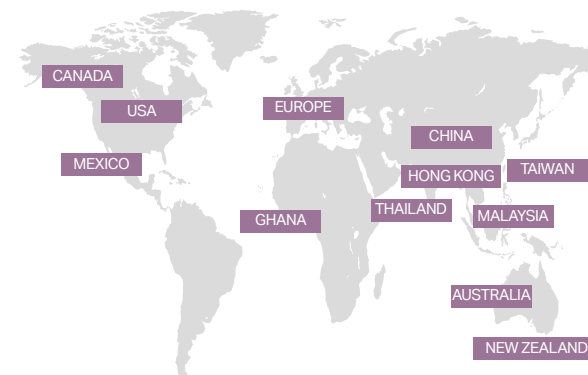 CANADA
USA
EUROPE
CHINA
MEXICO
HONG KONG
TAIWAN
GHANA
THAILAND
MALAYSIA
AUSTRALIA
NEW ZEALAND